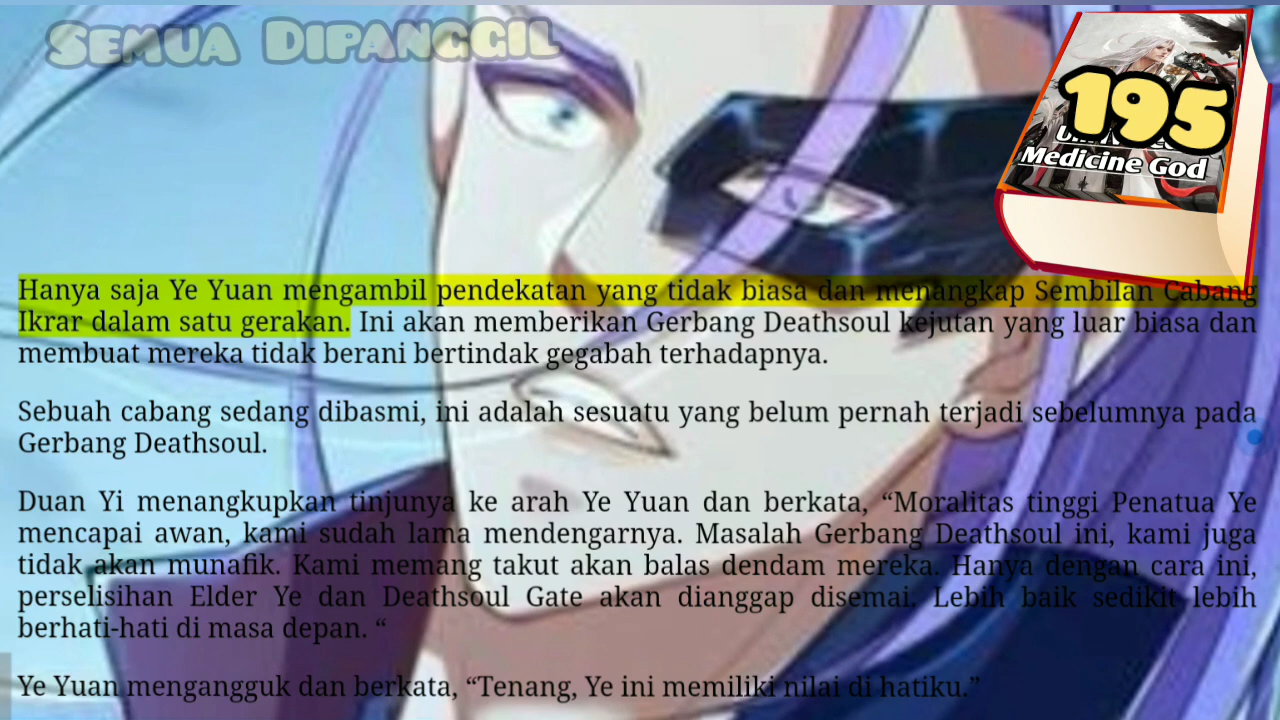 Semua Dipanggil
195
Medicine God
Hanya saja Ye Yuan mengambil pendekatan yang tidak biasa dan menangkap Sembilan Cabang
Ikrar dalam satu gerakan. Ini akan memberikan Gerbang Deathsoul kejutan yang luar biasa dan
membuat mereka tidak berani bertindak gegabah terhadapnya.
Sebuah cabang sedang dibasmi, ini adalah sesuatu yang belum pernah terjadi sebelumnya pada
Gerbang Deathsoul.
Duan Yi menangkupkan tinjunya ke arah Ye Yuan dan berkata, “Moralitas tinggi Penatua Ye
mencapai awan, kami sudah lama mendengarnya. Masalah Gerbang Deathsoul ini, kami juga
tidak akan munafik. Kami memang takut akan balas dendam mereka. Hanya dengan cara ini,
perselisihan Elder Ye dan Deathsoul Gate akan dianggap disemai. Lebih baik sedikit lebih
berhati-hati di masa depan. “
Ye Yuan mengangguk dan berkata, “Tenang, Ye ini memiliki nilai di hatiku.”